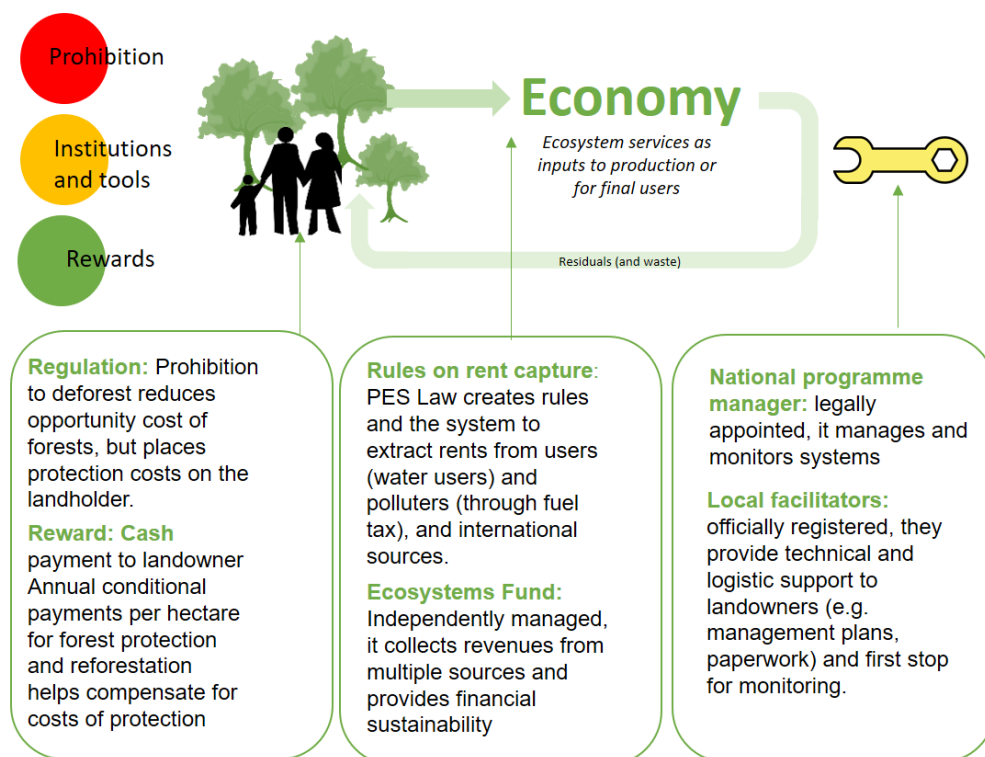 Prohibition
Institutions
and tools
Rewards
Economy
Ecosystem services as
inputs to production or
for final users
Residuals (and waste)
Regulation: Prohibition
to deforest reduces
opportunity cost of
forests, but places
protection costs on the
landholder.
Reward: Cash
payment to landowner
Annual conditional
payments per hectare
for forest protection
and reforestation
helps compensate for
costs of protection
Rules on rent capture:
PES Law creates rules
and the system to
extract rents from users
(water users) and
polluters (through fuel
tax), and international
sources.
Ecosystems Fund:
Independently managed,
it collects revenues from
multiple sources and
provides financial
sustainability
National programme
manager: legally
appointed, it manages and
monitors systems
Local facilitators:
officially registered, they
provide technical and
logistic support to
landowners (e.g.
management plans,
paperwork) and first stop
for monitoring.